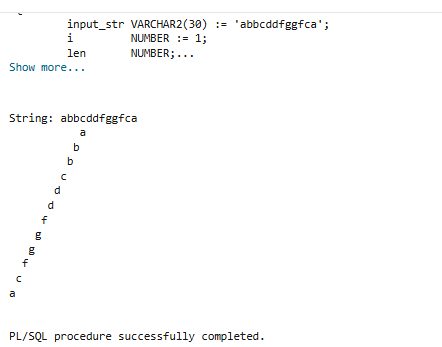 input_str VARCHAR2(30) := 'abbcddfggfca';
i NUMBER := 1;
len NUMBER;...
Show more...
String: abbcddfggfca
a
b
b
c
d
d
f
g
g
f
c
a
PL/SQL procedure successfully completed.